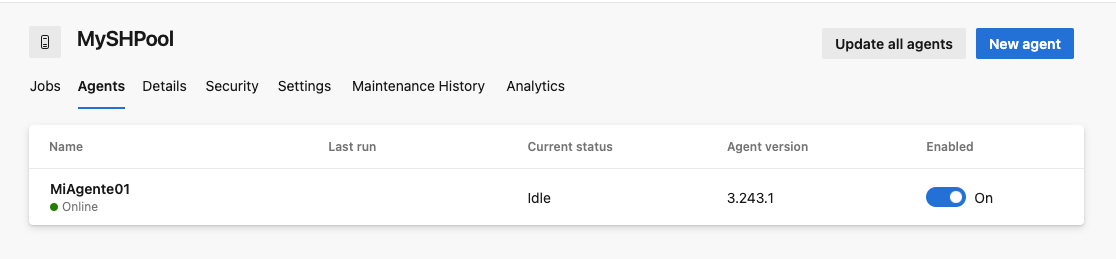 MySHPool
Update all agents
New agent
Jobs Agents Details Security Settings Maintenance History Analytics
Name Last run Current status Agent version Enabled
MiAgente01
Online
Idle 3.243.1 On